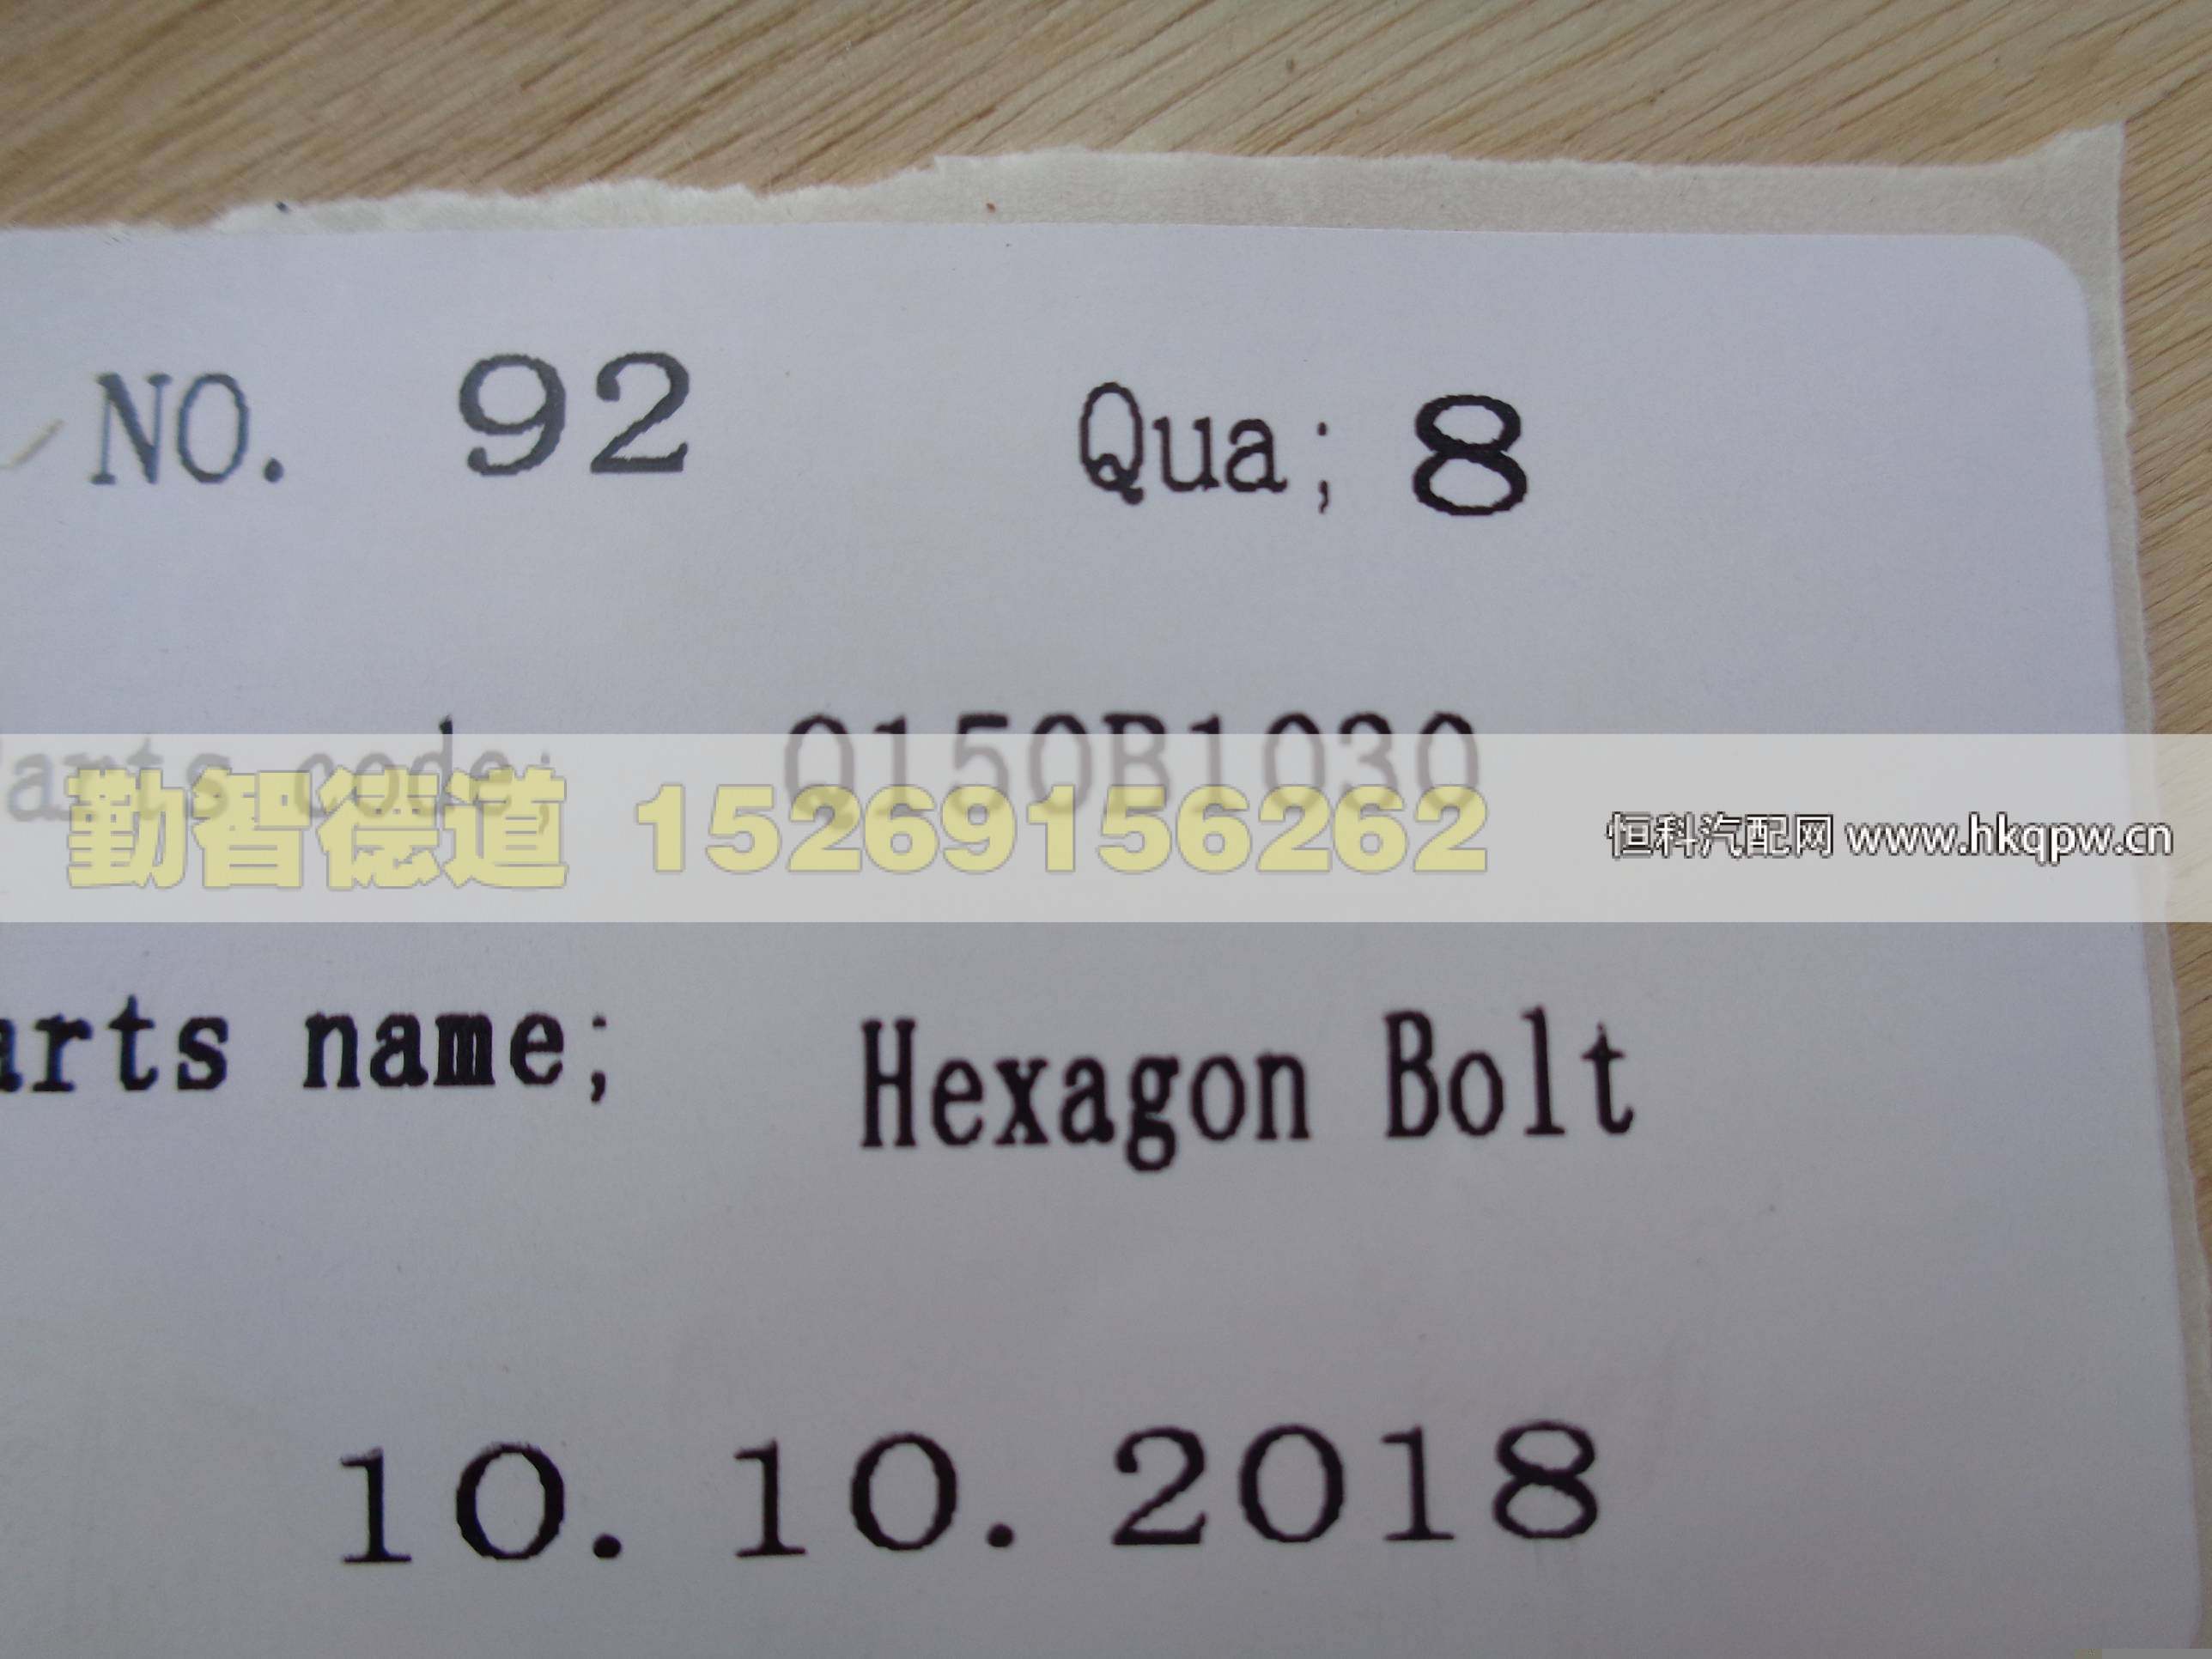 NO. 92 Qua; 8
Parts code; Q150B1030
勤智德道 15269156262 恒科汽配网 www.hkqpw.cn
arts name; Hexagon Bolt
10. 10. 2018